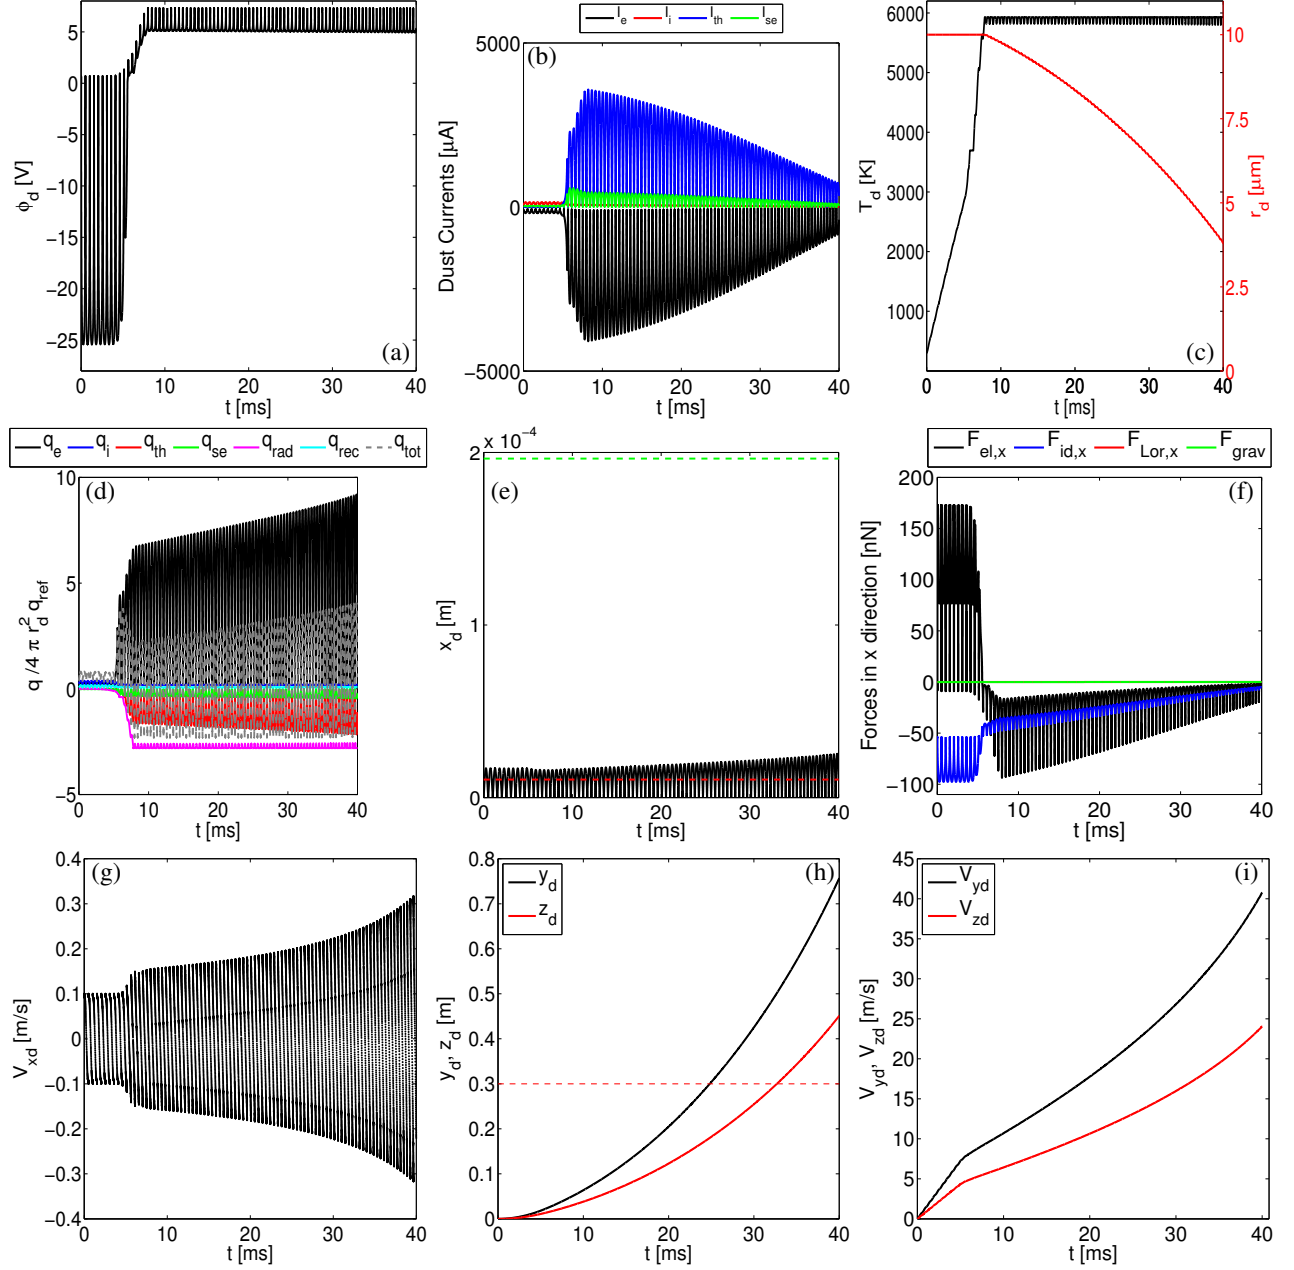 (a)
ϕ_d [V]
5
0
−5
−10
−15
−20
−25
0 10 20 30 40
t [ms]
I_e I_i I_th I_se
(b)
Dust Currents [μA]
5000
0
−5000
0 10 20 30 40
t [ms]
(c)
T_d [K]
6000
5000
4000
3000
2000
1000
r_d [μm]
10
7.5
5
2.5
0
0 10 20 30 40
t [ms]
q_e q_i q_th q_se q_rad q_rec q_tot
(d)
q /4 π r_d^2 q_ref
10
5
0
−5
0 10 20 30 40
t [ms]
x 10^−4
(e)
x_d [m]
2
1
0
0 10 20 30 40
t [ms]
F_el,x F_id,x F_Lor,x F_grav
(f)
Forces in x direction [nN]
200
150
100
50
0
−50
−100
0 10 20 30 40
t [ms]
(g)
V_xd [m/s]
0.4
0.3
0.2
0.1
0
−0.1
−0.2
−0.3
−0.4
0 10 20 30 40
t [ms]
y_d
z_d
(h)
y_d, z_d [m]
0.8
0.7
0.6
0.5
0.4
0.3
0.2
0.1
0
0 10 20 30 40
t [ms]
V_yd
V_zd
(i)
V_yd, V_zd [m/s]
45
40
35
30
25
20
15
10
5
0
0 10 20 30 40
t [ms]